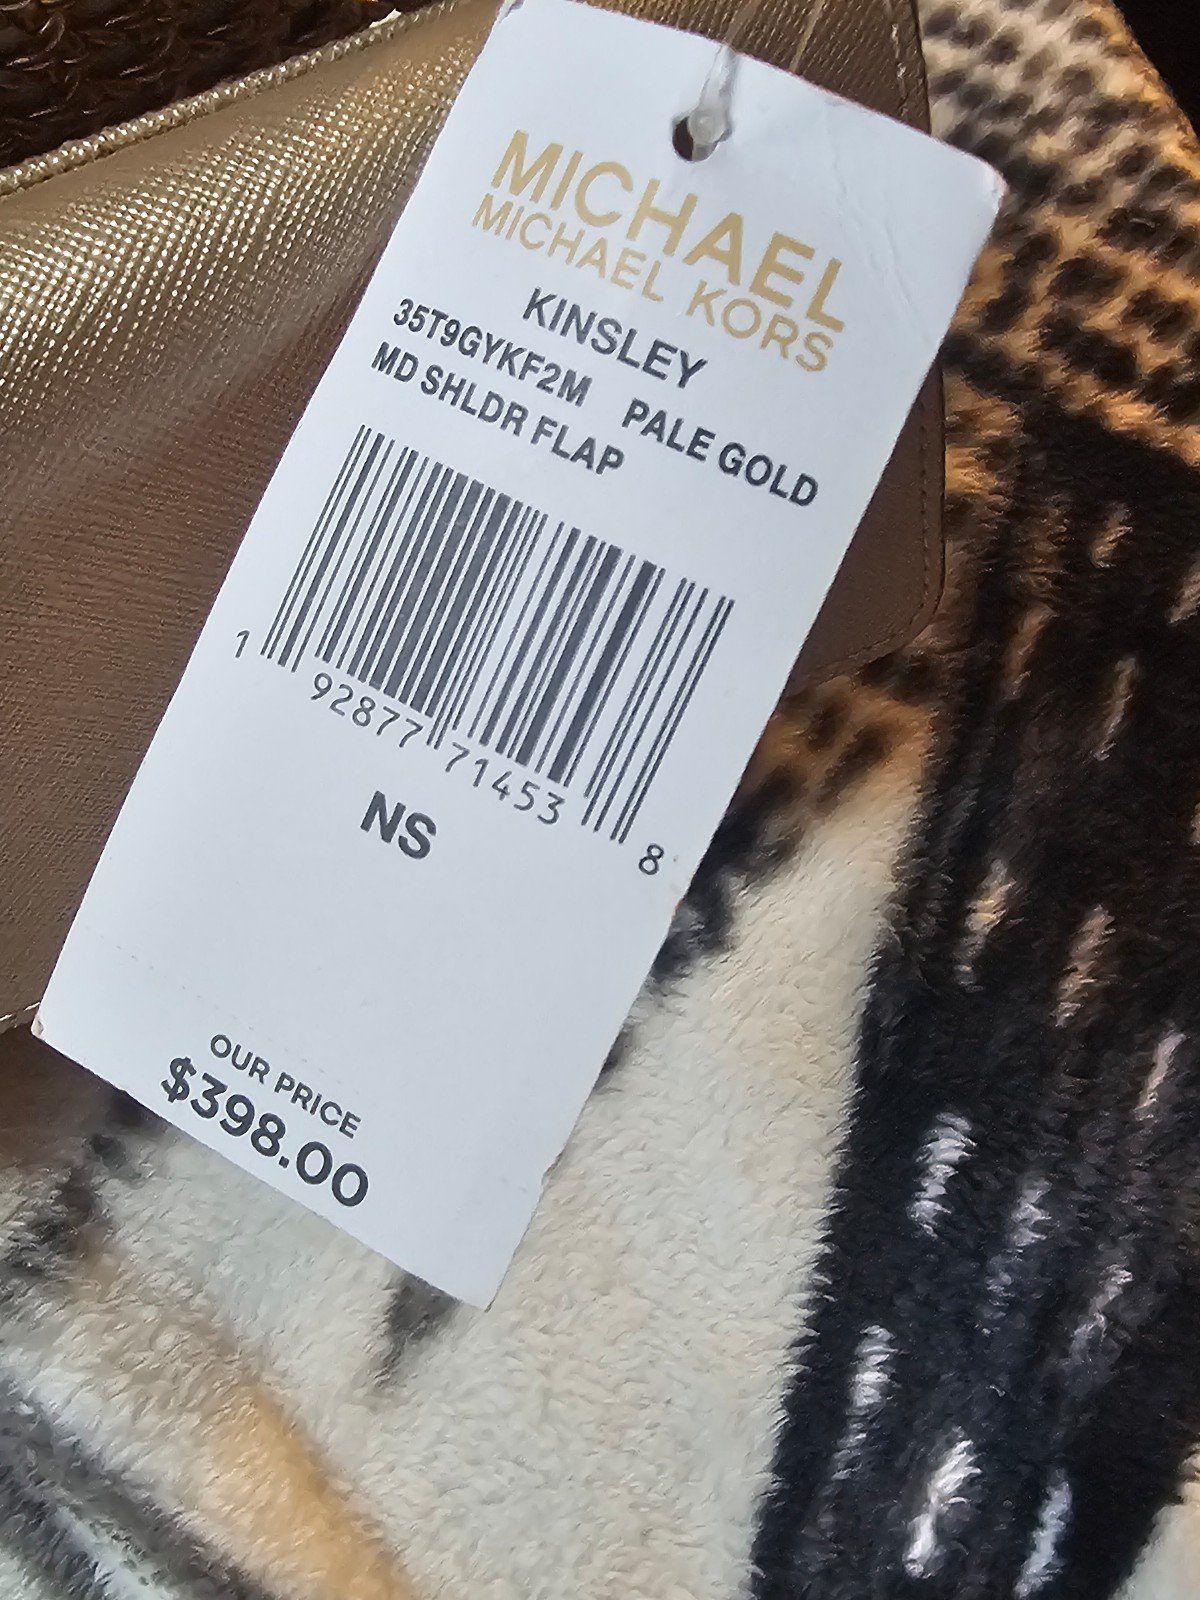 MICHAEL
MICHAEL KORS
KINSLEY
35T9GYKF2M PALE GOLD
MD SHLDR FLAP
1 92877 71453 8
NS
OUR PRICE
$398.00